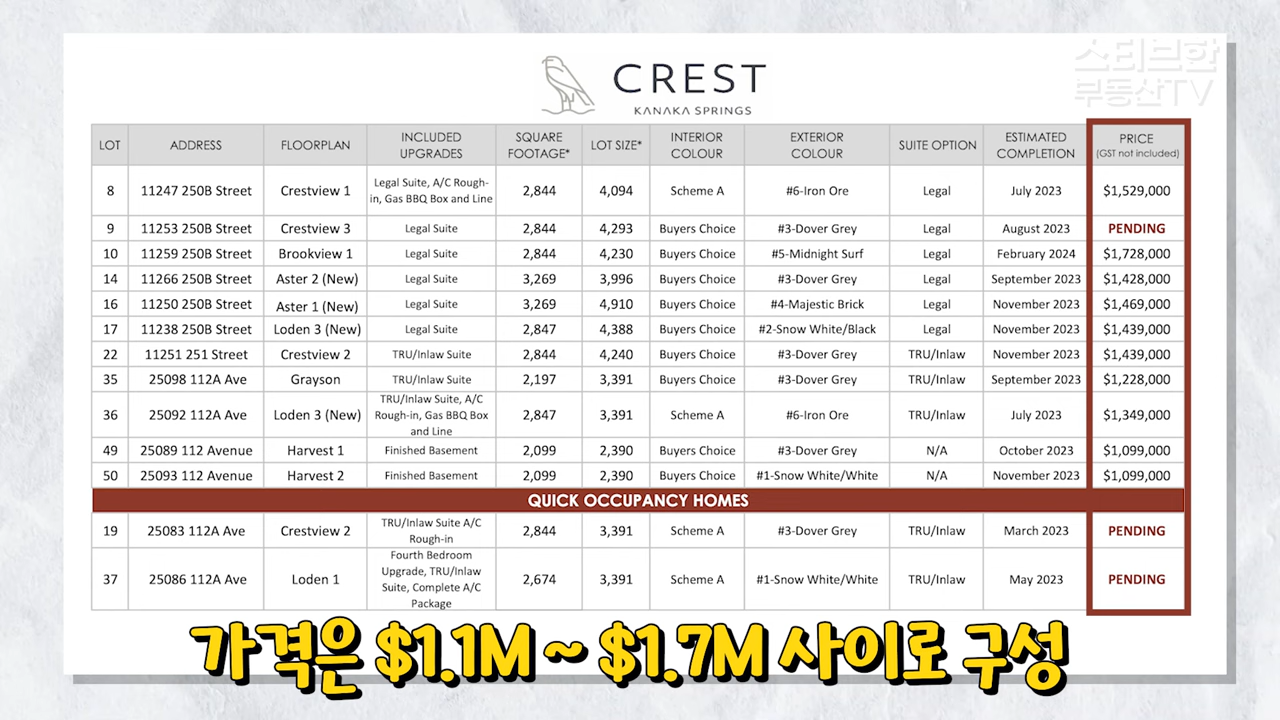 스티브한
부동산TV
CREST
KANAKA SPRINGS
LOT ADDRESS FLOORPLAN INCLUDED UPGRADES SQUARE FOOTAGE* LOT SIZE* INTERIOR COLOUR EXTERIOR COLOUR SUITE OPTION ESTIMATED COMPLETION PRICE (GST not included)
8 11247 250B Street Crestview 1 Legal Suite, A/C Rough-in, Gas BBQ Box and Line 2,844 4,094 Scheme A #6-Iron Ore Legal July 2023 $1,529,000
9 11253 250B Street Crestview 3 Legal Suite 2,844 4,293 Buyers Choice #3-Dover Grey Legal August 2023 PENDING
10 11259 250B Street Brookview 1 Legal Suite 2,844 4,230 Buyers Choice #5-Midnight Surf Legal February 2024 $1,728,000
14 11266 250B Street Aster 2 (New) Legal Suite 3,269 3,996 Buyers Choice #3-Dover Grey Legal September 2023 $1,428,000
16 11250 250B Street Aster 1 (New) Legal Suite 3,269 4,910 Buyers Choice #4-Majestic Brick Legal November 2023 $1,469,000
17 11238 250B Street Loden 3 (New) Legal Suite 2,847 4,388 Buyers Choice #2-Snow White/Black Legal November 2023 $1,439,000
22 11251 251 Street Crestview 2 TRU/Inlaw Suite 2,844 4,240 Buyers Choice #3-Dover Grey TRU/Inlaw November 2023 $1,439,000
35 25098 112A Ave Grayson TRU/Inlaw Suite 2,197 3,391 Buyers Choice #3-Dover Grey TRU/Inlaw September 2023 $1,228,000
36 25092 112A Ave Loden 3 (New) TRU/Inlaw Suite, A/C Rough-in, Gas BBQ Box and Line 2,847 3,391 Scheme A #6-Iron Ore TRU/Inlaw July 2023 $1,349,000
49 25089 112 Avenue Harvest 1 Finished Basement 2,099 2,390 Buyers Choice #3-Dover Grey N/A October 2023 $1,099,000
50 25093 112 Avenue Harvest 2 Finished Basement 2,099 2,390 Buyers Choice #1-Snow White/White N/A November 2023 $1,099,000
QUICK OCCUPANCY HOMES
19 25083 112A Ave Crestview 2 TRU/Inlaw Suite A/C Rough-in 2,844 3,391 Scheme A #3-Dover Grey TRU/Inlaw March 2023 PENDING
37 25086 112A Ave Loden 1 Fourth Bedroom Upgrade, TRU/Inlaw Suite, Complete A/C Package 2,674 3,391 Scheme A #1-Snow White/White TRU/Inlaw May 2023 PENDING
가격은 $1.1M ~ $1.7M 사이로 구성